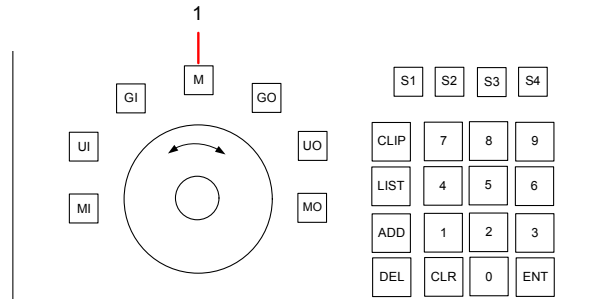 1
M
GI
GO
UI
UO
MI
MO
S1 S2 S3 S4
CLIP 7 8 9
LIST 4 5 6
ADD 1 2 3
DEL CLR 0 ENT